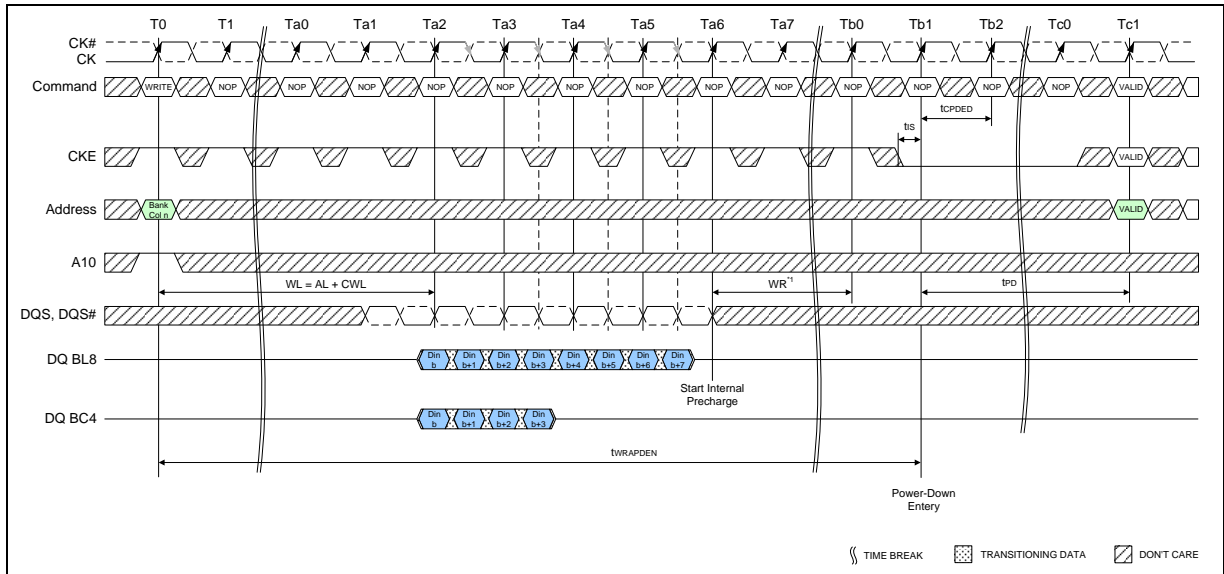 T0 T1 Ta0 Ta1 Ta2 Ta3 Ta4 Ta5 Ta6 Ta7 Tb0 Tb1 Tb2 Tc0 Tc1
CK#
CK
Command WRITE NOP NOP NOP NOP NOP NOP NOP NOP NOP NOP NOP NOP NOP VALID
tCPDED
tIS
CKE VALID
Address Bank Col n VALID
A10
WL = AL + CWL WR*1 tPD
DQS, DQS#
DQ BL8 Din b Din b+1 Din b+2 Din b+3 Din b+4 Din b+5 Din b+6 Din b+7
Start Internal
Precharge
DQ BC4 Din b Din b+1 Din b+2 Din b+3
tWRAPDEN
Power-Down
Entery
TIME BREAK TRANSITIONING DATA DON'T CARE